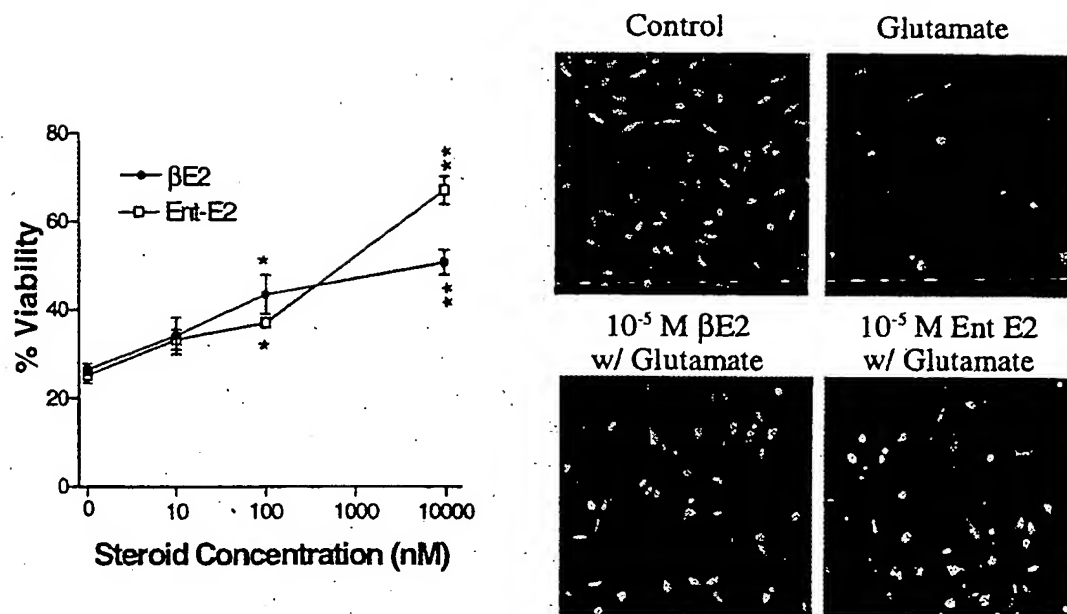 80
60
40
20
0
% Viability
βE2
Ent-E2
*
*
**
**
0 10 100 1000 10000
Steroid Concentration (nM)
Control
Glutamate
10⁻⁵ M βE2
w/ Glutamate
10⁻⁵ M Ent E2
w/ Glutamate